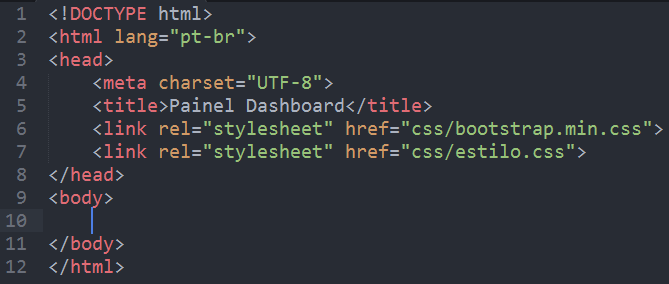 1 <!DOCTYPE html>
2 <html lang="pt-br">
3 <head>
4     <meta charset="UTF-8">
5     <title>Painel Dashboard</title>
6     <link rel="stylesheet" href="css/bootstrap.min.css">
7     <link rel="stylesheet" href="css/estilo.css">
8 </head>
9 <body>
10
11 </body>
12 </html>